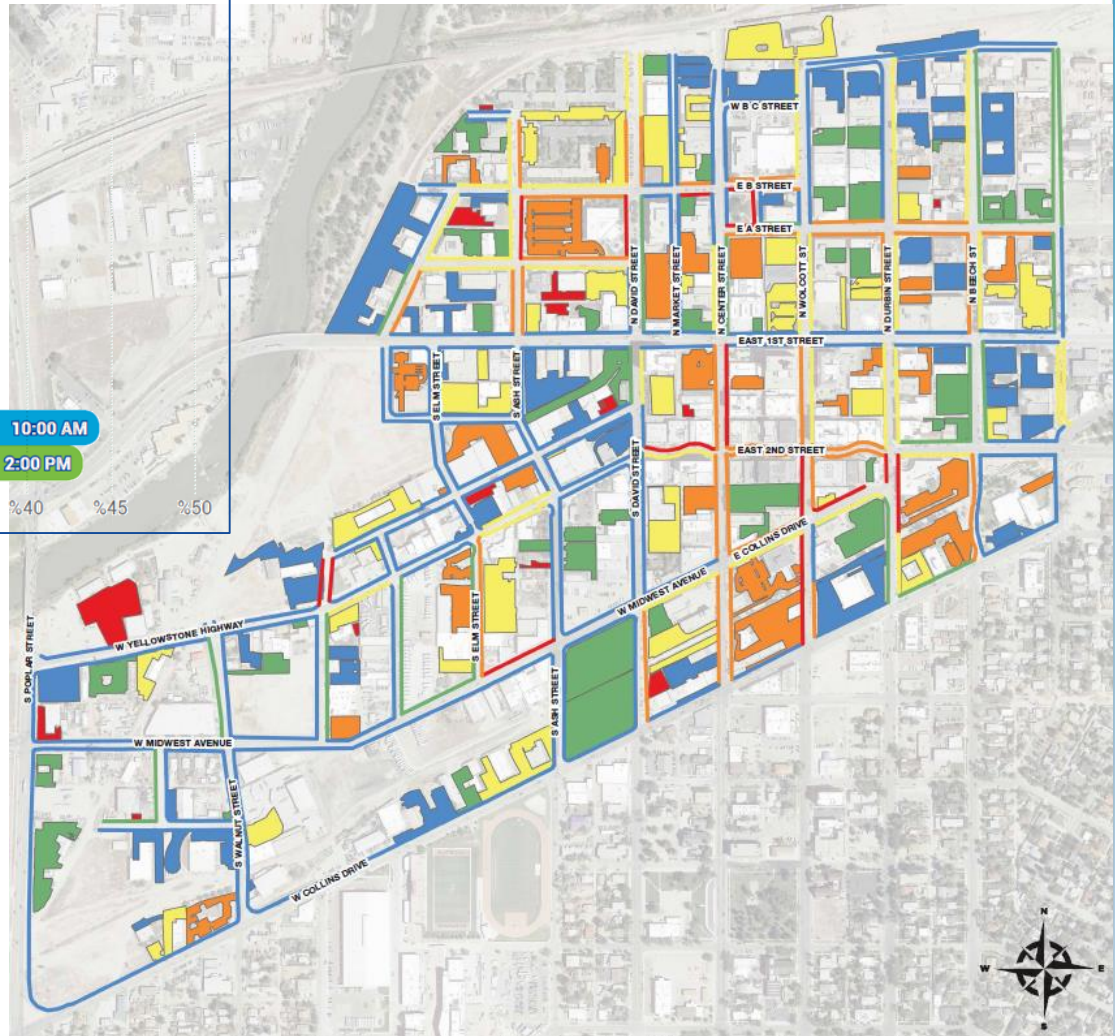 W B C STREET
E B STREET
E A STREET
N DAVID STREET
N MARKET STREET
N CENTER STREET
N WOLCOTT ST
N DURBIN STREET
N BEECH ST
EAST 1ST STREET
S ELM STREET
S ASH STREET
10:00 AM
2:00 PM
%40 %45 %50
EAST 2ND STREET
S DAVID STREET
E COLLINS DRIVE
W MIDWEST AVENUE
S ELM STREET
W YELLOWSTONE HIGHWAY
S POPLAR STREET
S ASH STREET
W MIDWEST AVENUE
S WALNUT STREET
W COLLINS DRIVE
N
W E
S